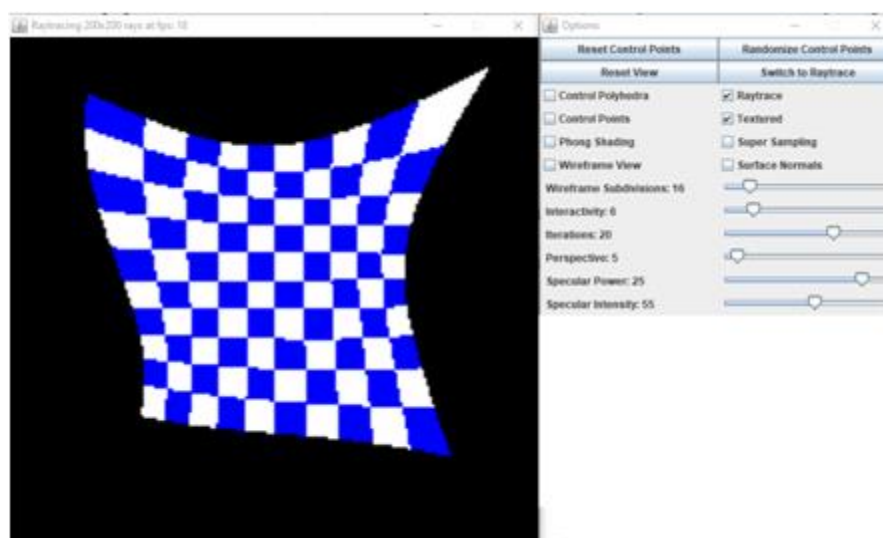 Raytracing 200x200 rays at fps: 18
Options
Reset Control Points
Randomize Control Points
Reset View
Switch to Raytrace
Control Polyhedra
Raytrace
Control Points
Textured
Phong Shading
Super Sampling
Wireframe View
Surface Normals
Wireframe Subdivisions: 16
Interactivity: 6
Iterations: 20
Perspective: 5
Specular Power: 25
Specular Intensity: 55